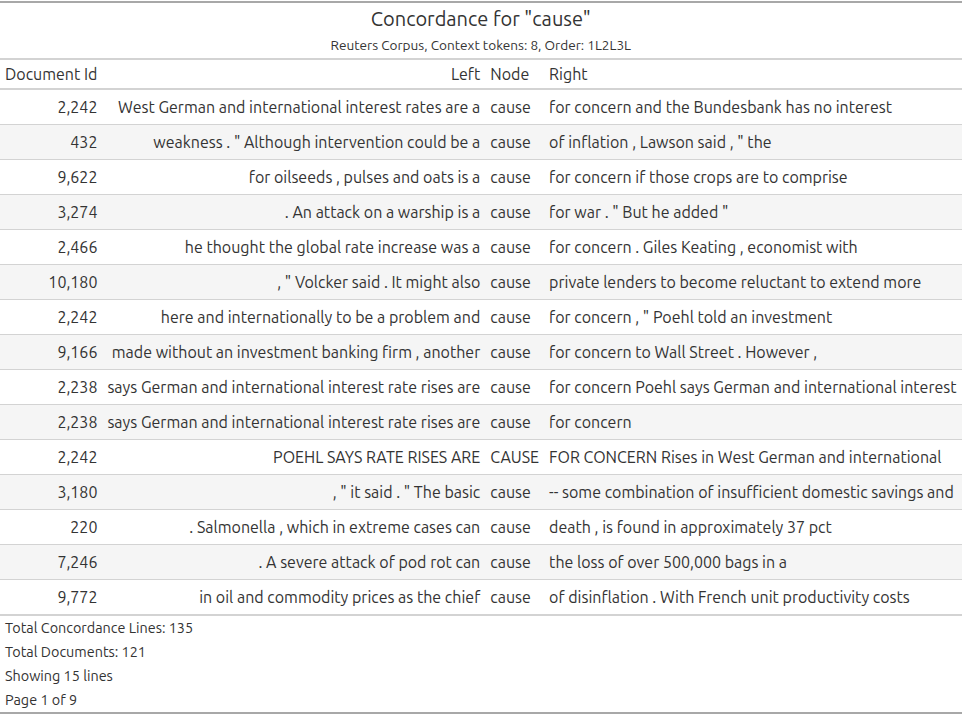 Concordance for "cause"
Reuters Corpus, Context tokens: 8, Order: 1L2L3L
Document Id Left Node Right
2,242 West German and international interest rates are a cause for concern and the Bundesbank has no interest
432 weakness . " Although intervention could be a cause of inflation , Lawson said , " the
9,622 for oilseeds , pulses and oats is a cause for concern if those crops are to comprise
3,274 . An attack on a warship is a cause for war . " But he added "
2,466 he thought the global rate increase was a cause for concern . Giles Keating , economist with
10,180 , " Volcker said . It might also cause private lenders to become reluctant to extend more
2,242 here and internationally to be a problem and cause for concern , " Poehl told an investment
9,166 made without an investment banking firm , another cause for concern to Wall Street . However ,
2,238 says German and international interest rate rises are cause for concern Poehl says German and international interest
2,238 says German and international interest rate rises are cause for concern
2,242 POEHL SAYS RATE RISES ARE CAUSE FOR CONCERN Rises in West German and international
3,180 , " it said . " The basic cause -- some combination of insufficient domestic savings and
220 . Salmonella , which in extreme cases can cause death , is found in approximately 37 pct
7,246 . A severe attack of pod rot can cause the loss of over 500,000 bags in a
9,772 in oil and commodity prices as the chief cause of disinflation . With French unit productivity costs
Total Concordance Lines: 135
Total Documents: 121
Showing 15 lines
Page 1 of 9